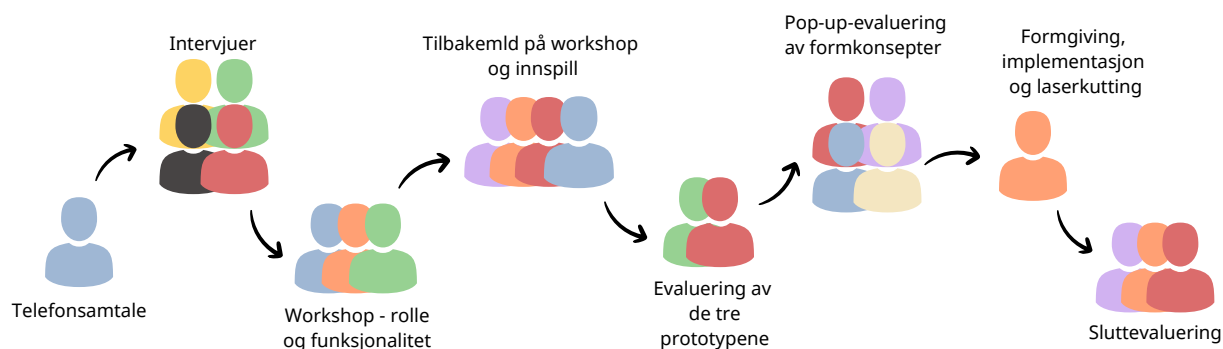 Telefonsamtale
Intervjuer
Workshop - rolle
og funksjonalitet
Tilbakemld på workshop
og innspill
Evaluering av
de tre
prototypene
Pop-up-evaluering
av formkonsepter
Formgiving,
implementasjon
og laserkutting
Sluttevaluering